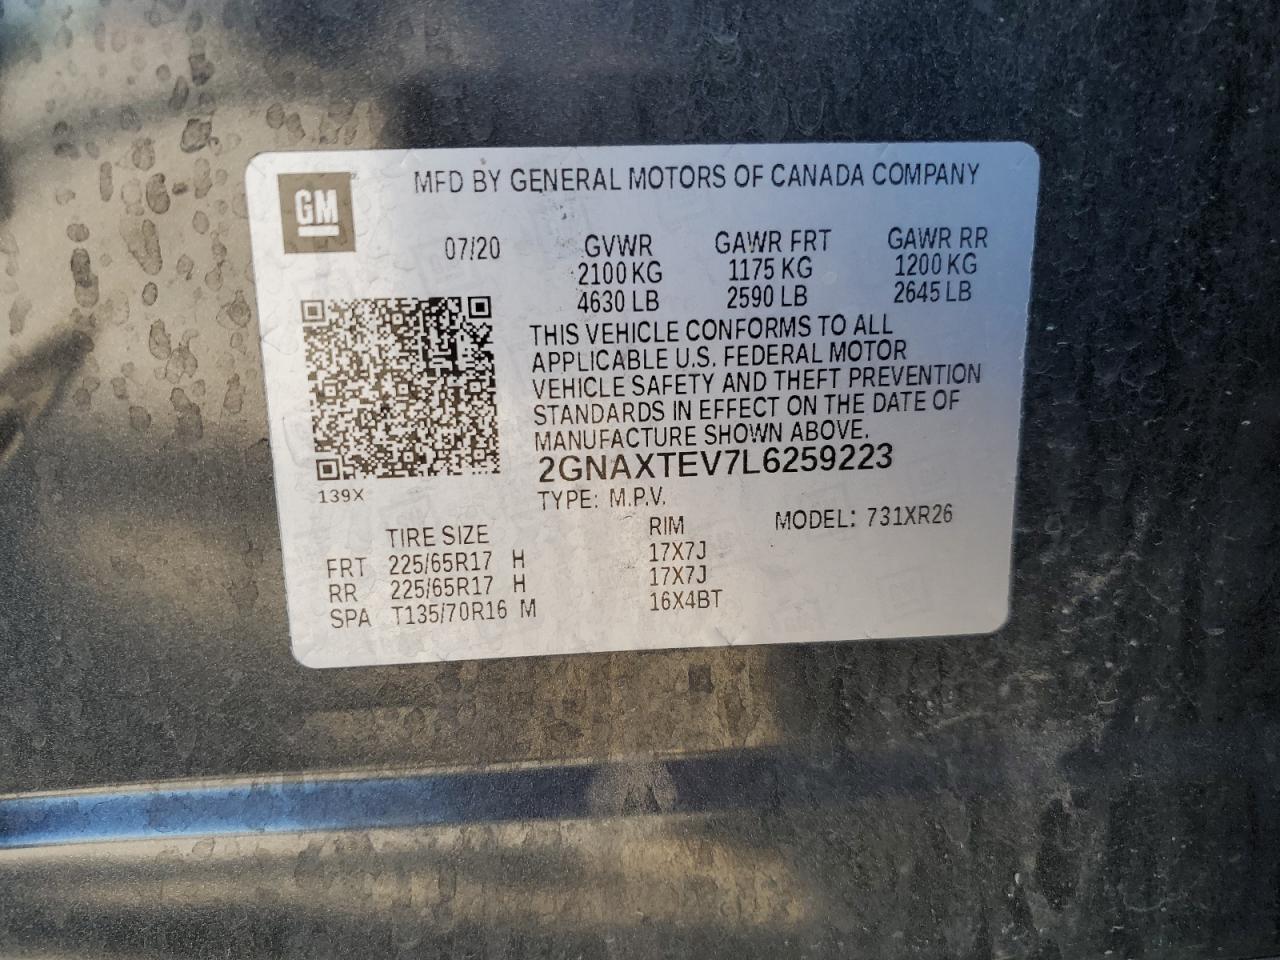 MFD BY GENERAL MOTORS OF CANADA COMPANY
GM
07/20 GVWR GAWR FRT GAWR RR
2100 KG 1175 KG 1200 KG
4630 LB 2590 LB 2645 LB
THIS VEHICLE CONFORMS TO ALL
APPLICABLE U.S. FEDERAL MOTOR
VEHICLE SAFETY AND THEFT PREVENTION
STANDARDS IN EFFECT ON THE DATE OF
MANUFACTURE SHOWN ABOVE.
2GNAXTEV7L6259223
139X
TYPE: M.P.V.
TIRE SIZE RIM MODEL: 731XR26
FRT 225/65R17 H 17X7J
RR 225/65R17 H 17X7J
SPA T135/70R16 M 16X4BT